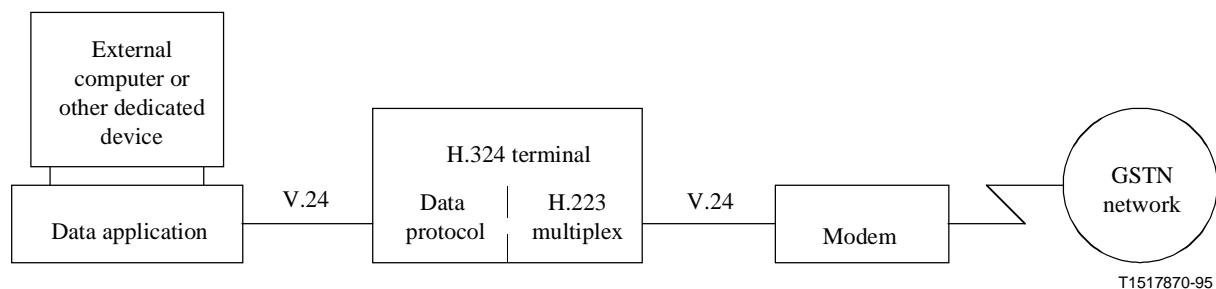 External
computer or
other dedicated
device
Data application
V.24
H.324 terminal
Data
protocol
H.223
multiplex
V.24
Modem
GSTN
network
T1517870-95